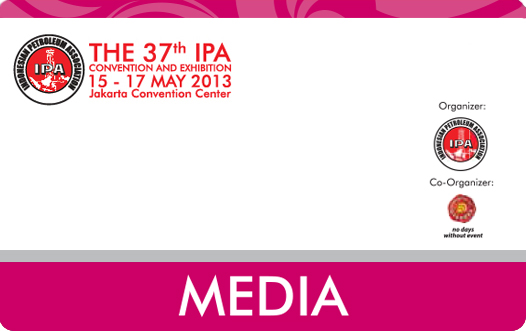 INDONESIAN PETROLEUM ASSOCIATION
IPA
THE 37th IPA
CONVENTION AND EXHIBITION
15 - 17 MAY 2013
Jakarta Convention Center
Organizer:
INDONESIAN PETROLEUM ASSOCIATION
IPA
Co-Organizer:
no days
without event
MEDIA